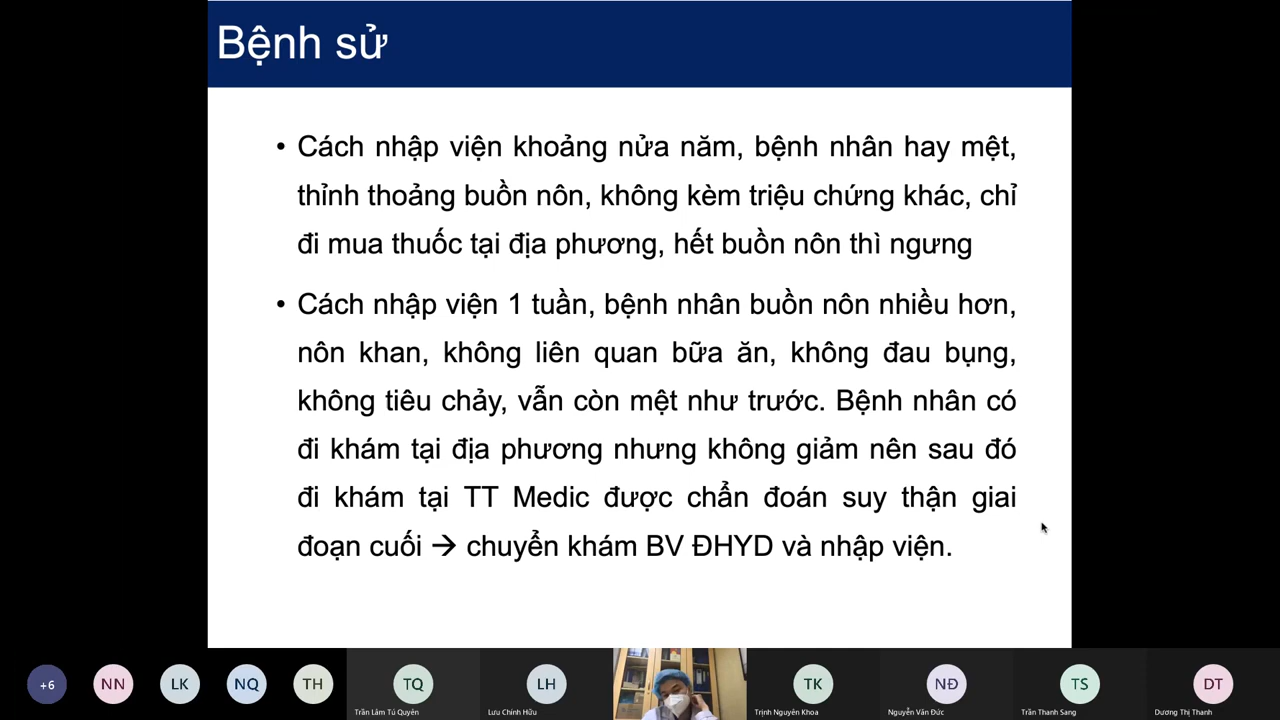 Bệnh sử
• Cách nhập viện khoảng nửa năm, bệnh nhân hay mệt,
thỉnh thoảng buồn nôn, không kèm triệu chứng khác, chỉ
đi mua thuốc tại địa phương, hết buồn nôn thì ngưng
• Cách nhập viện 1 tuần, bệnh nhân buồn nôn nhiều hơn,
nôn khan, không liên quan bữa ăn, không đau bụng,
không tiêu chảy, vẫn còn mệt như trước. Bệnh nhân có
đi khám tại địa phương nhưng không giảm nên sau đó
đi khám tại TT Medic được chẩn đoán suy thận giai
đoạn cuối → chuyển khám BV ĐHYD và nhập viện.
+6 NN LK NQ TH TQ LH TK NĐ TS DT
Trần Lâm Tú Quyên Lưu Chính Hữu Trịnh Nguyên Khoa Nguyễn Văn Đức Trần Thanh Sang Dương Thị Thanh